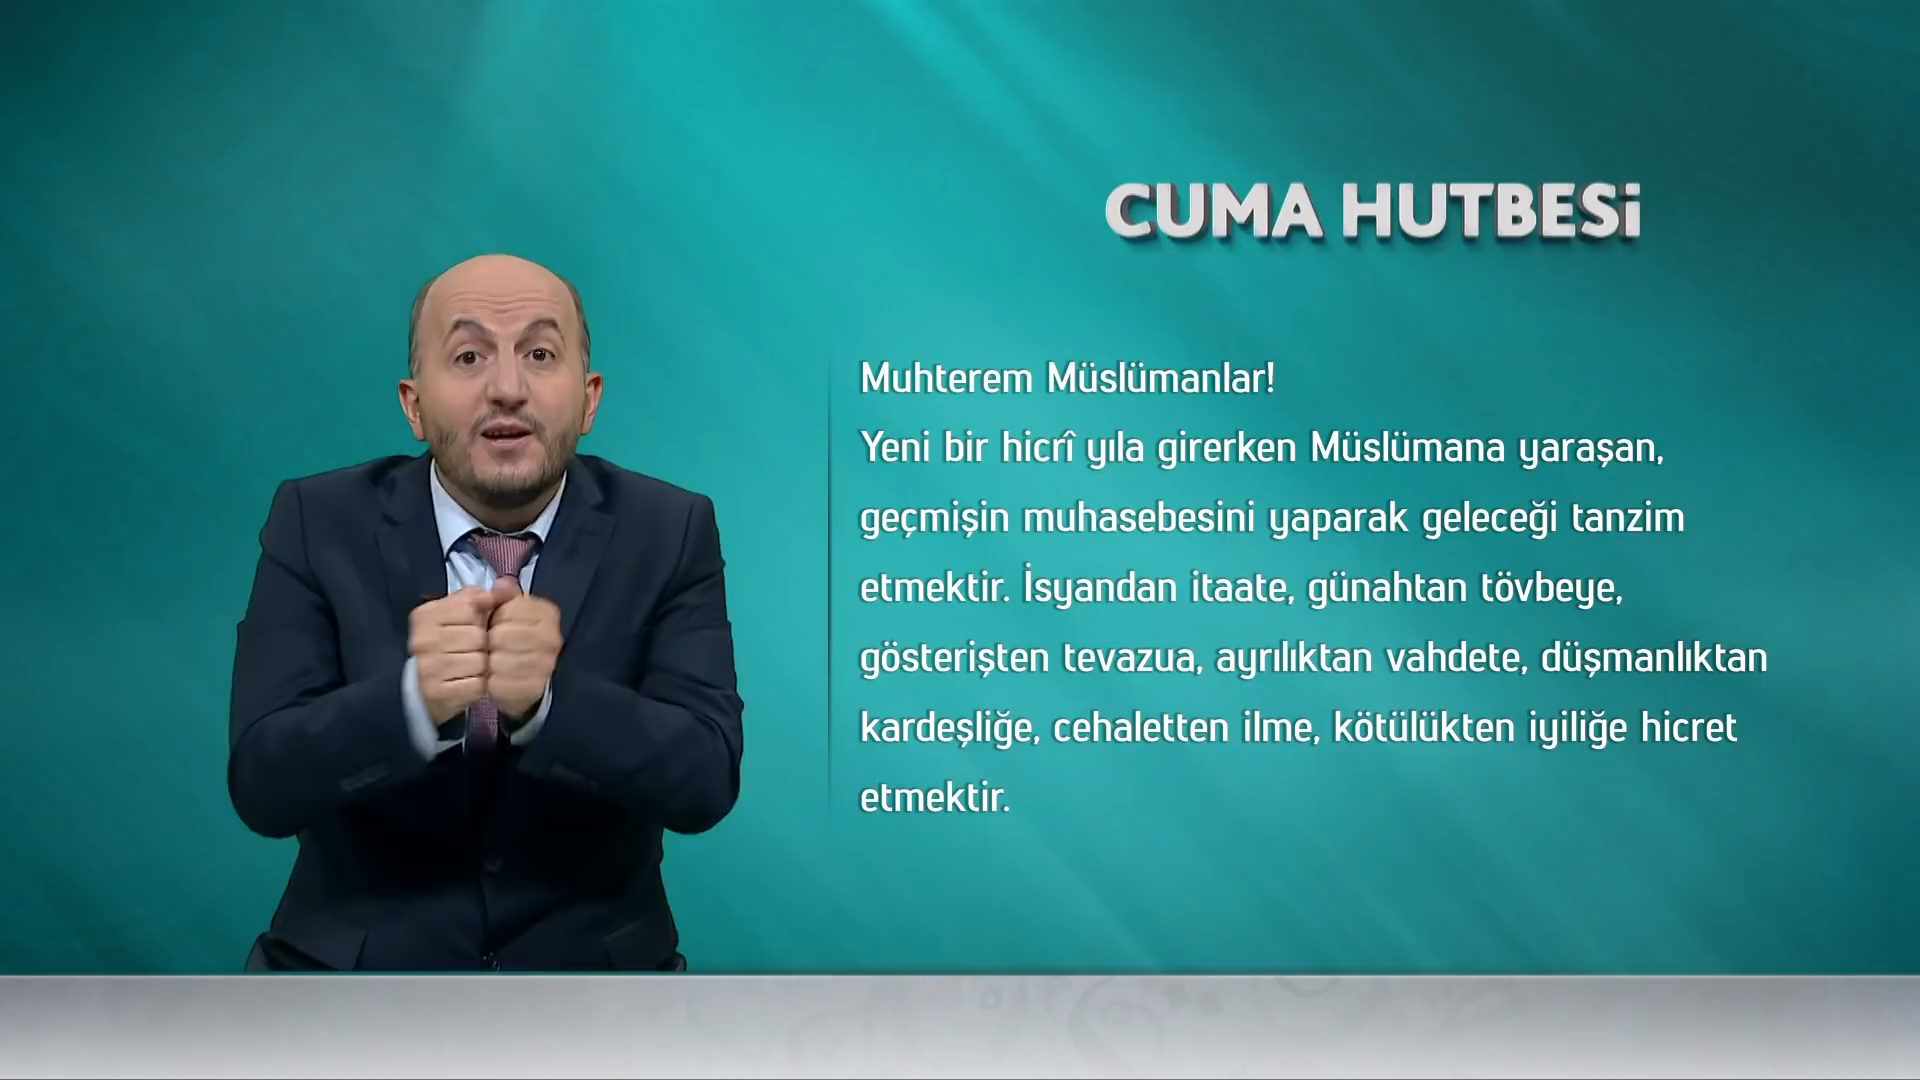 CUMA HUTBESİ
Muhterem Müslümanlar!
Yeni bir hicrî yıla girerken Müslümana yaraşan,
geçmişin muhasebesini yaparak geleceği tanzim
etmektir. İsyandan itaate, günahtan tövbeye,
gösterişten tevazua, ayrılıktan vahdete, düşmanlıktan
kardeşliğe, cehaletten ilme, kötülükten iyiliğe hicret
etmektir.